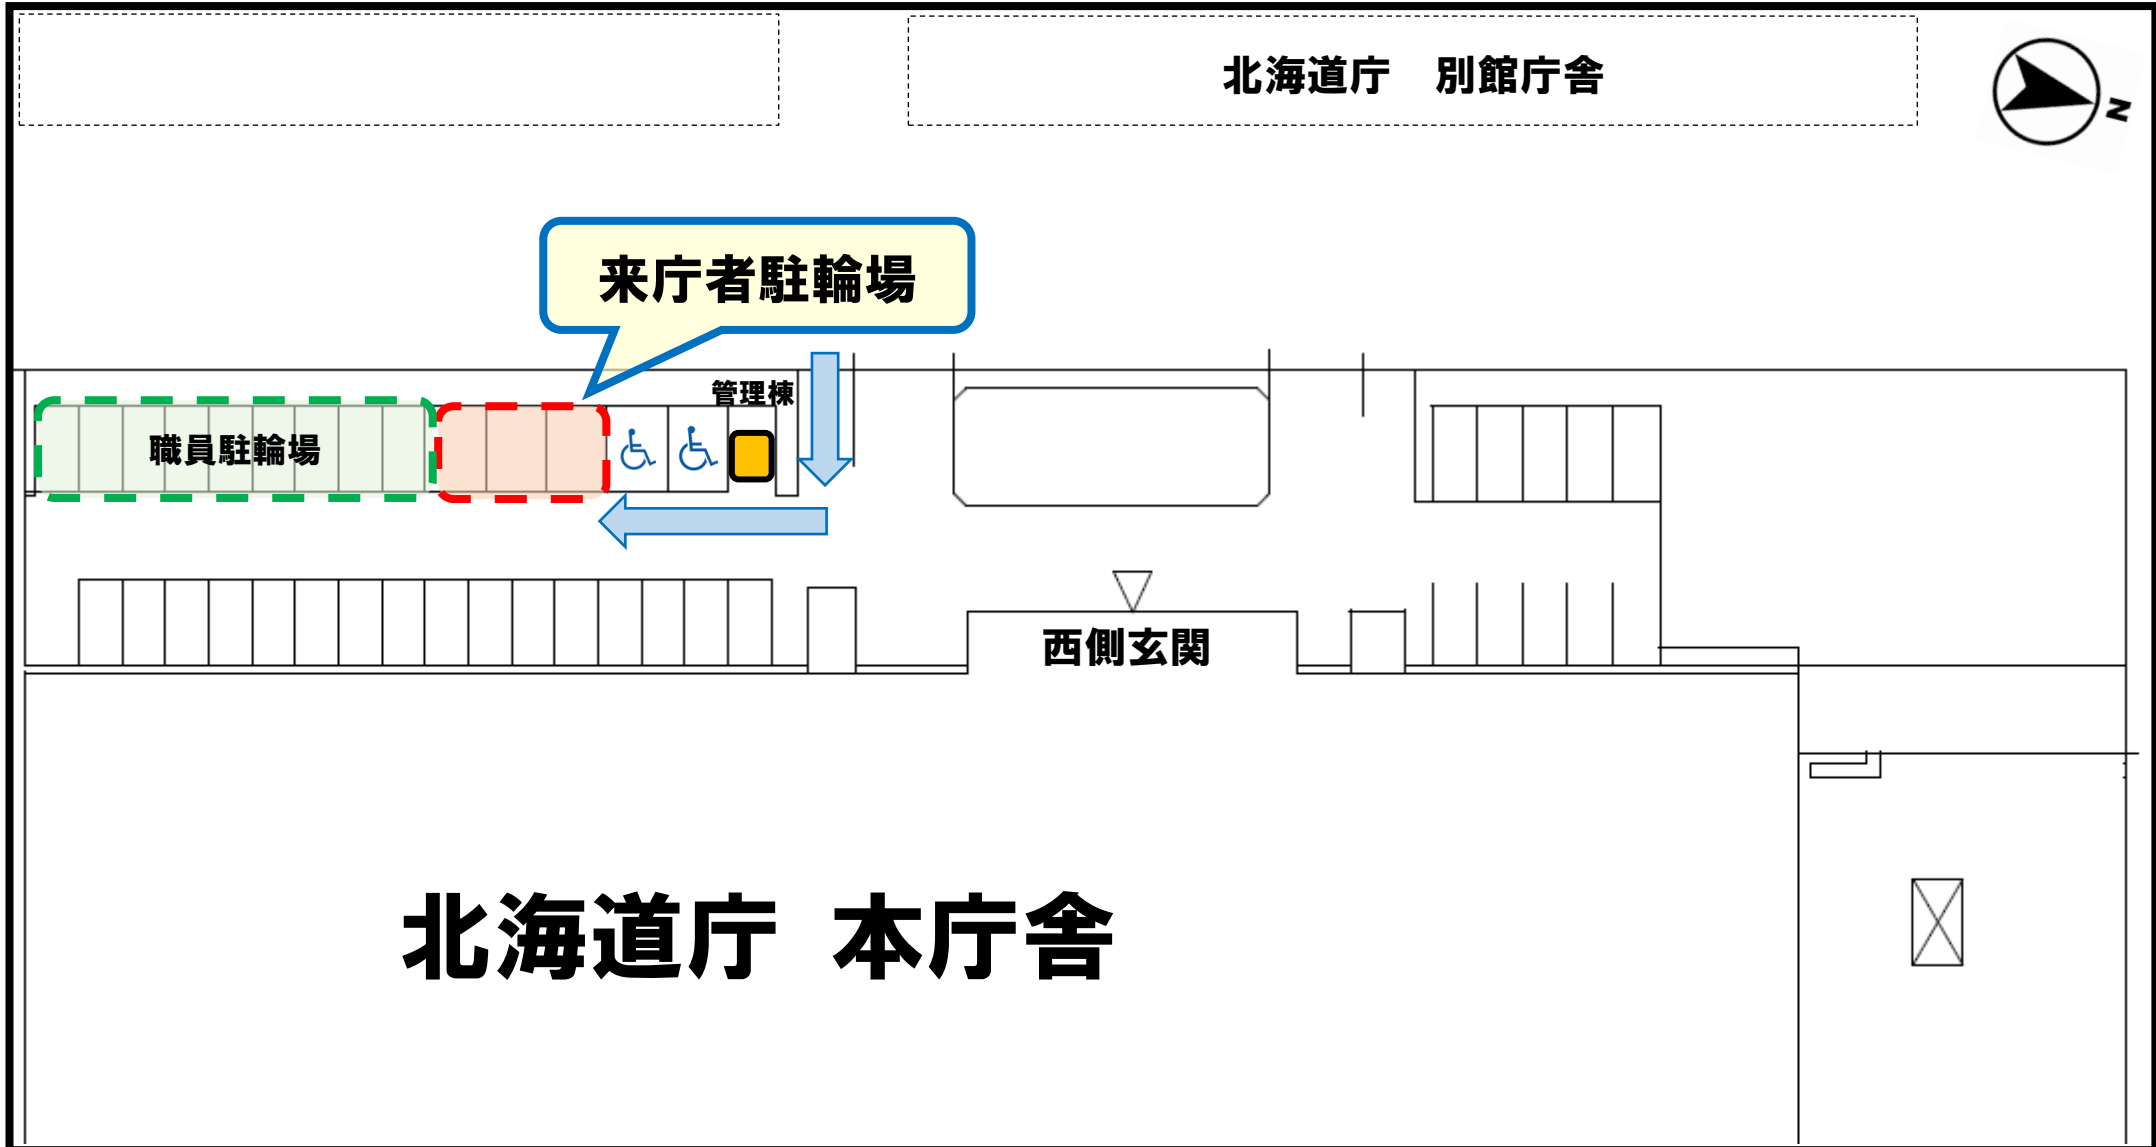 北海道庁　別館庁舎
N
来庁者駐輪場
管理棟
職員駐輪場
西側玄関
北海道庁 本庁舎